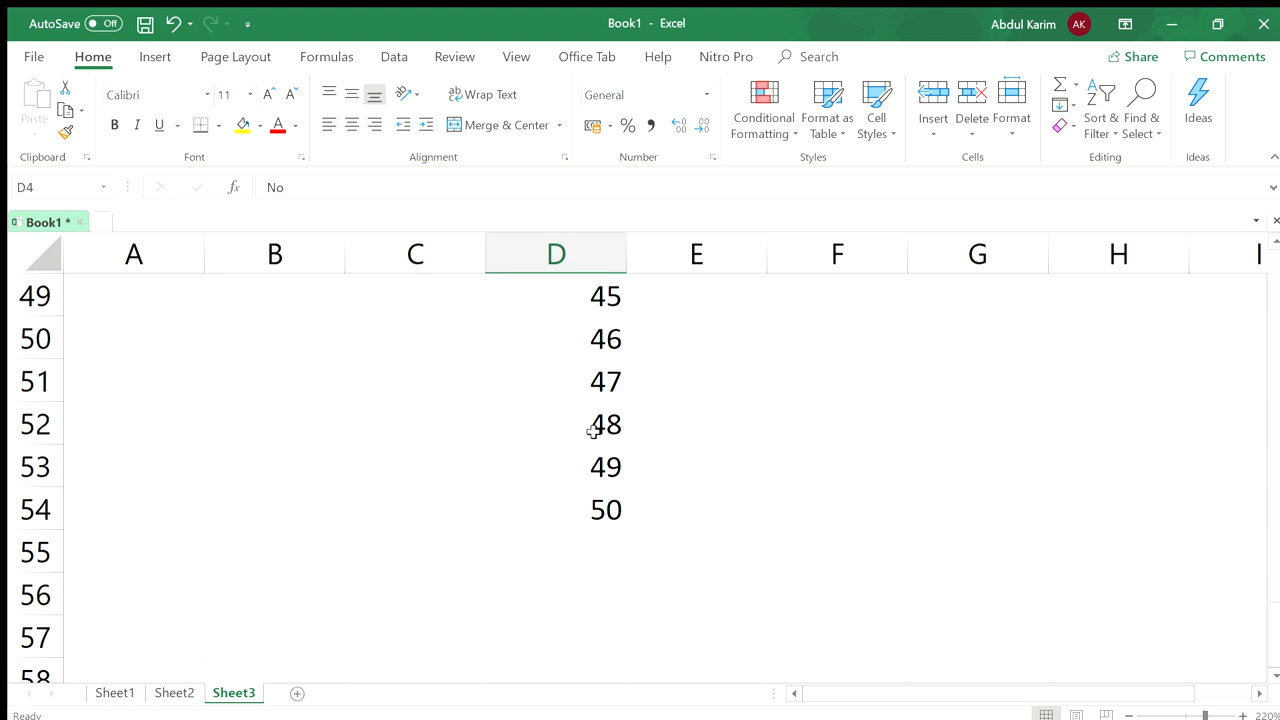 AutoSave Off Book1 - Excel Abdul Karim AK
File Home Insert Page Layout Formulas Data Review View Office Tab Help Nitro Pro Search Share Comments
Paste Calibri 11 A A ab Wrap Text General Conditional Formatting Format as Table Cell Styles Insert Delete Format Sort & Filter Find & Select Ideas
B I U A Merge & Center % ,
Clipboard Font Alignment Number Styles Cells Editing Ideas
D4 fx No
Book1 *
A B C D E F G H I
49 45
50 46
51 47
52 48
53 49
54 50
55
56
57
58
Sheet1 Sheet2 Sheet3
Ready 220%